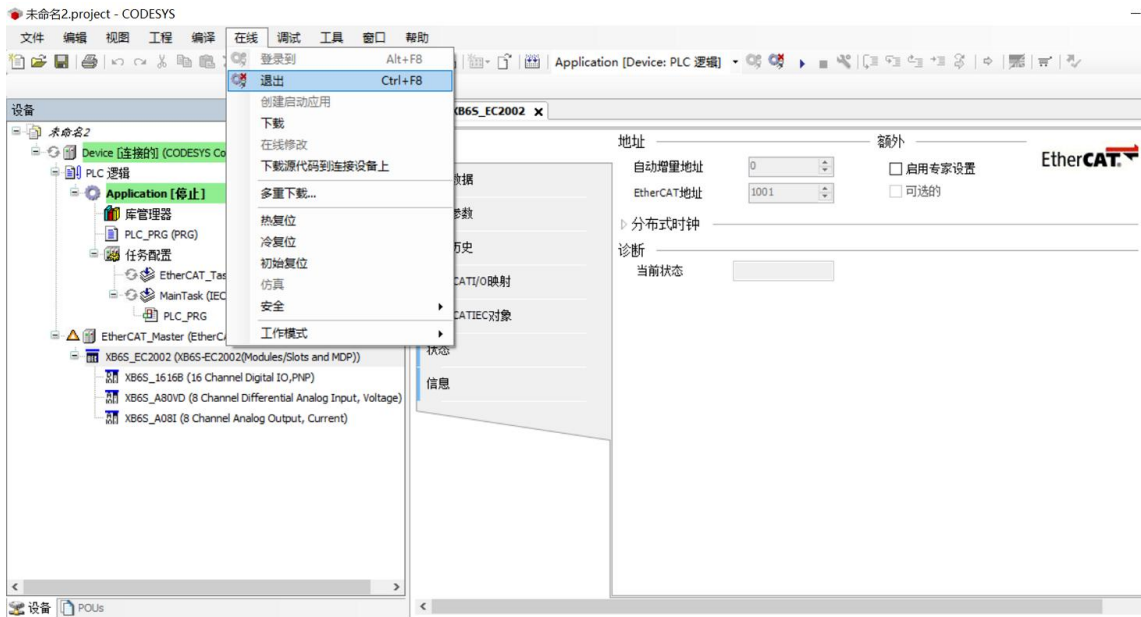 未命名2.project - CODESYS
文件 编辑 视图 工程 编译 在线 调试 工具 窗口 帮助
Application [Device: PLC 逻辑]
登录到 Alt+F8
退出 Ctrl+F8
创建启动应用
下载
在线修改
下载源代码到连接设备上
多重下载...
热复位
冷复位
初始复位
仿真
安全
工作模式
设备
未命名2
Device [连接的] (CODESYS Co
PLC 逻辑
Application [停止]
库管理器
PLC_PRG (PRG)
任务配置
EtherCAT_Tas
MainTask (IEC
PLC_PRG
EtherCAT_Master (EtherC
XB6S_EC2002 (XB6S-EC2002(Modules/Slots and MDP))
XB6S_1616B (16 Channel Digital IO,PNP)
XB6S_A80VD (8 Channel Differential Analog Input, Voltage)
XB6S_A08I (8 Channel Analog Output, Current)
设备 POUs
XB6S_EC2002
数据
参数
历史
CATI/O映射
CATIEC对象
状态
信息
地址
自动增量地址 0
EtherCAT地址 1001
额外
启用专家设置
可选的
EtherCAT
分布式时钟
诊断
当前状态